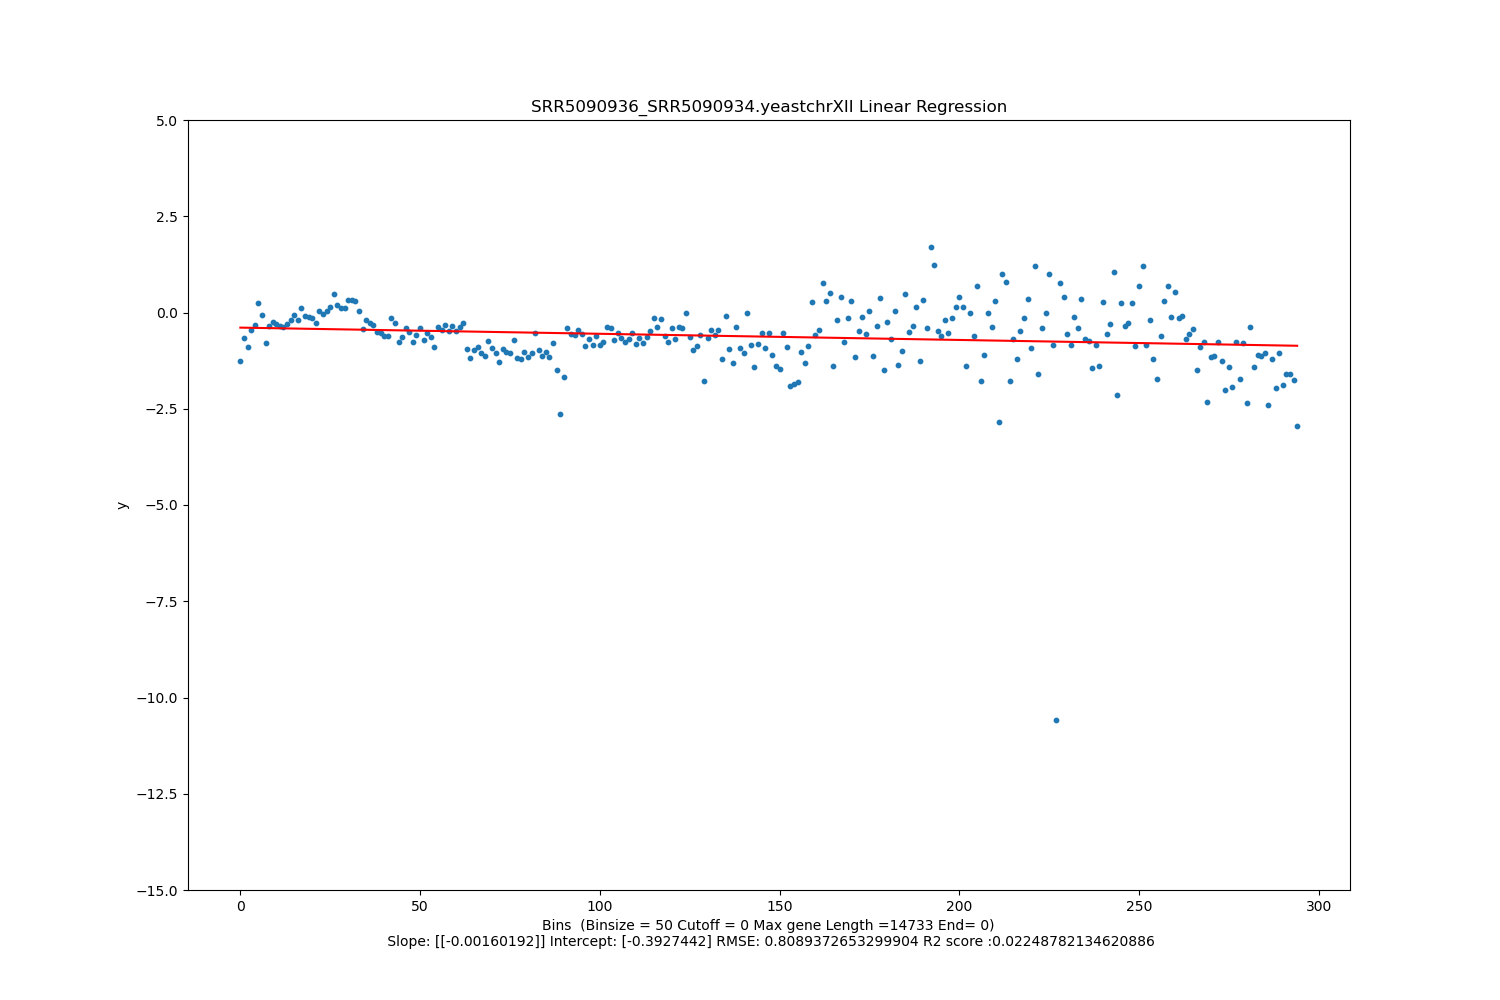 SRR5090936_SRR5090934.yeastchrXII Linear Regression
5.0
2.5
0.0
−2.5
−5.0
−7.5
−10.0
−12.5
−15.0
y
0 50 100 150 200 250 300
Bins  (Binsize = 50 Cutoff = 0 Max gene Length =14733 End= 0)
Slope: [[-0.00160192]] Intercept: [-0.3927442] RMSE: 0.8089372653299904 R2 score :0.02248782134620886